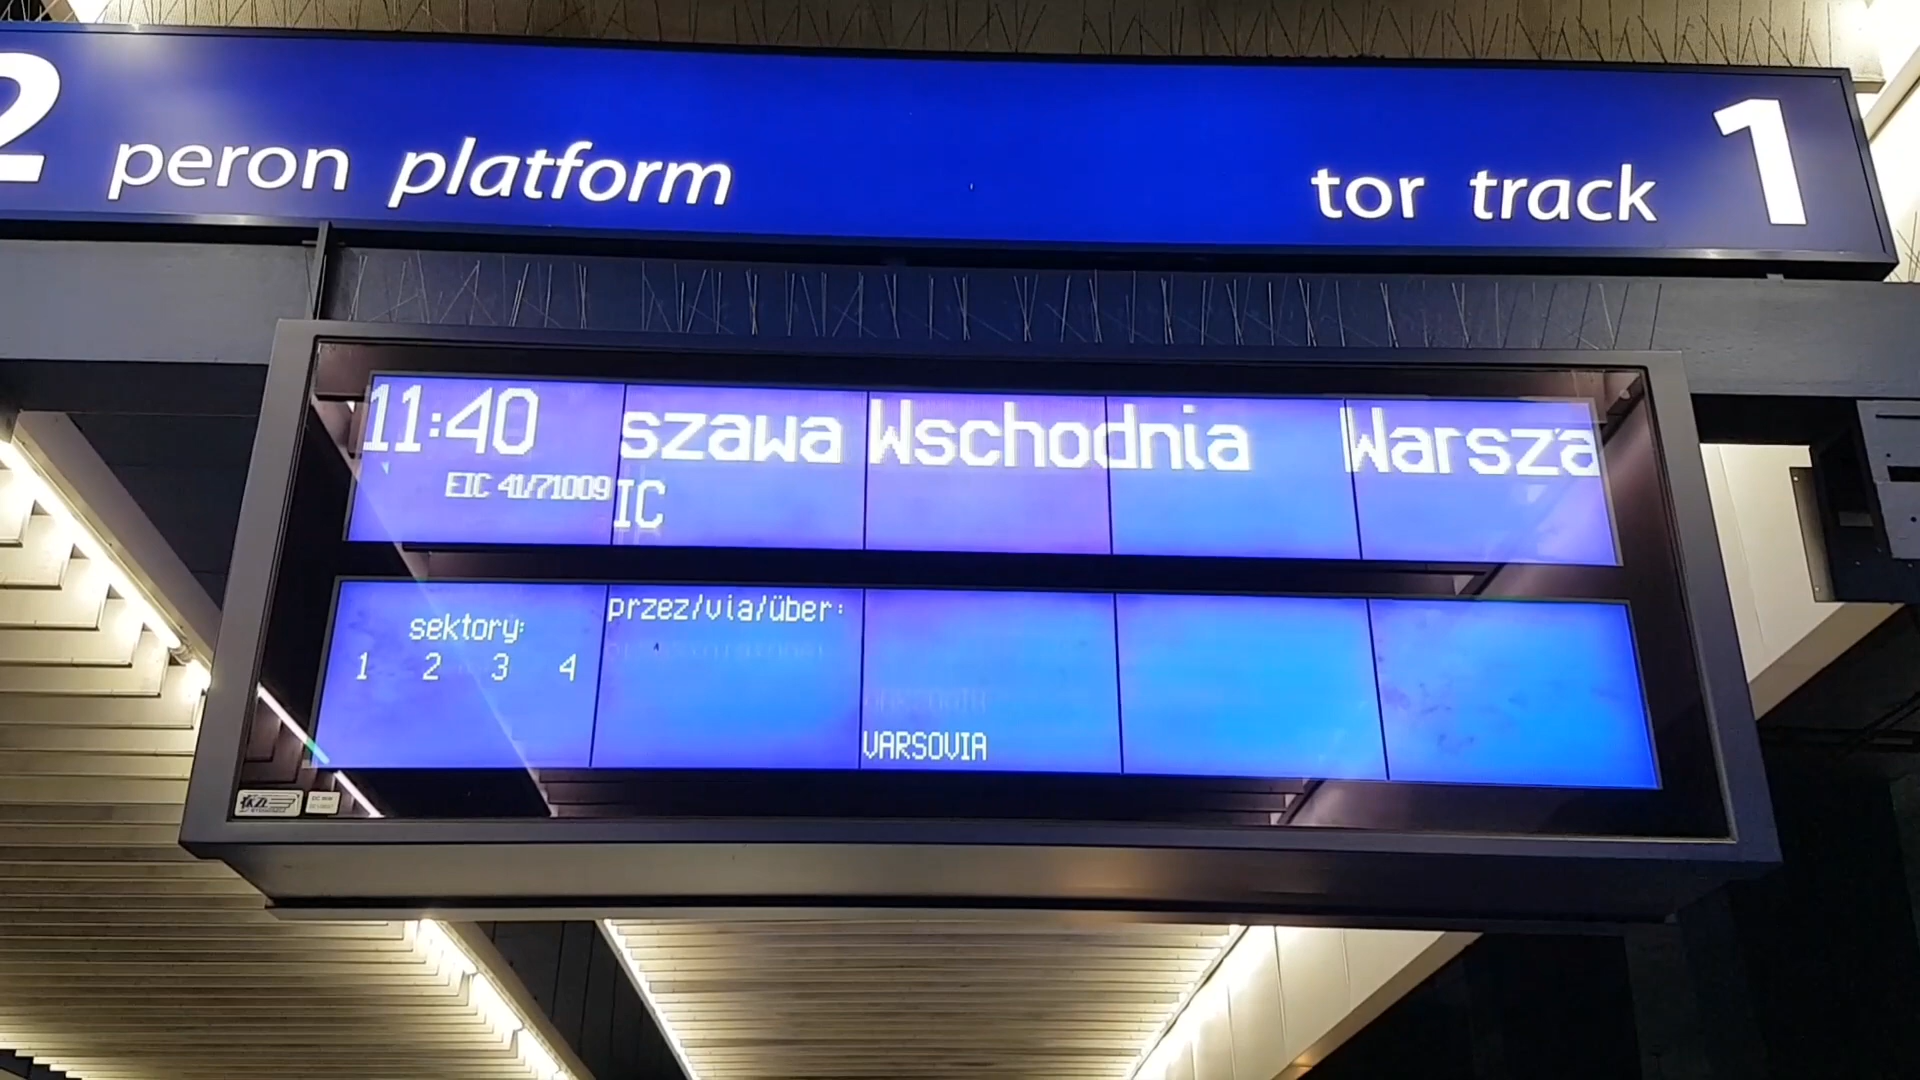 2 peron platform tor track 1
11:40 szawa Wschodnia Warsza
EIC 41/71009 IC
sektory: przez/via/über:
1 2 3 4
VARSOVIA
KZŁ